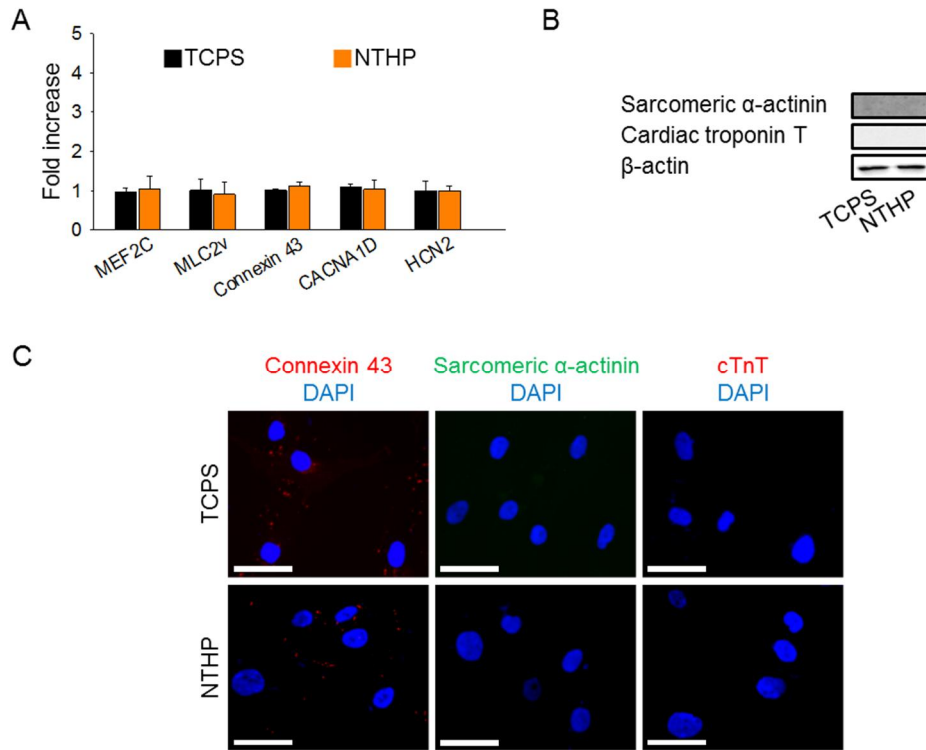 A
Fold increase
5
4
3
2
1
0
TCPS NTHP
MEF2C MLC2v Connexin 43 CACNA1D HCN2
B
Sarcomeric α-actinin
Cardiac troponin T
β-actin
TCPS NTHP
C
Connexin 43 Sarcomeric α-actinin cTnT
DAPI DAPI DAPI
TCPS
NTHP